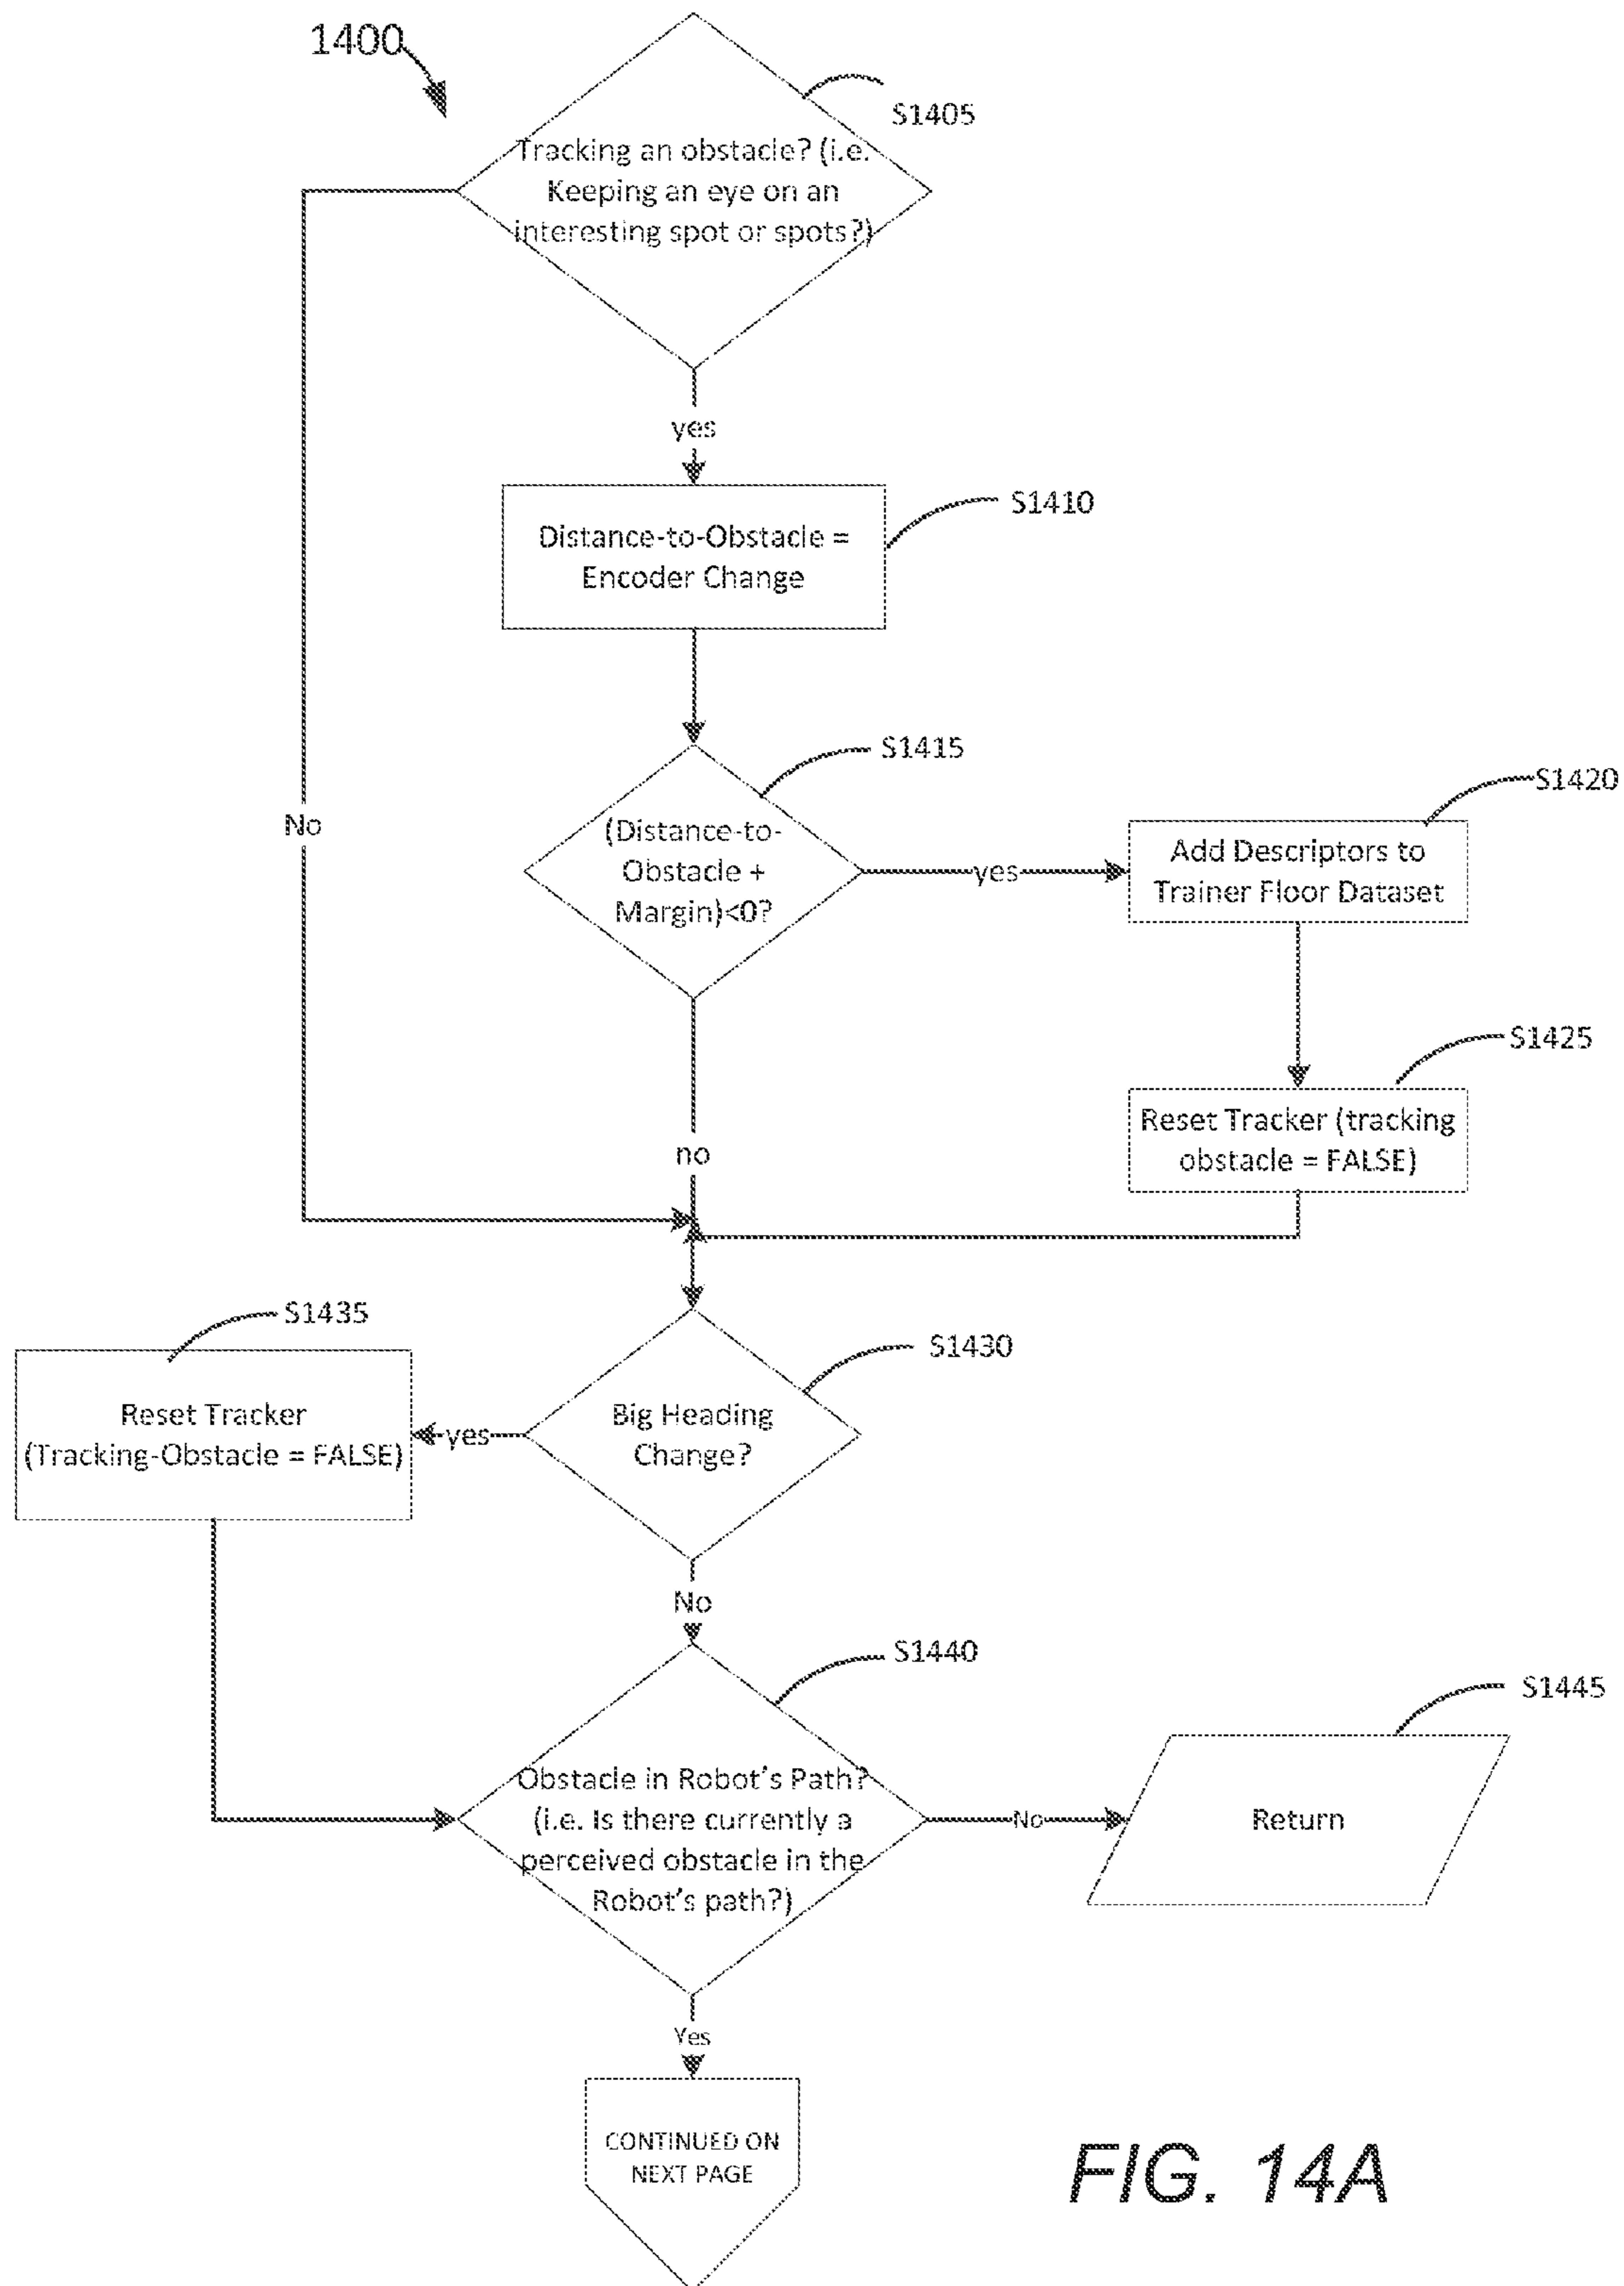 1400
S1405
Tracking an obstacle? (i.e.
Keeping an eye on an
interesting spot or spots?)
yes
S1410
Distance-to-Obstacle =
Encoder Change
S1415
(Distance-to-
Obstacle +
Margin)<0?
yes
S1420
Add Descriptors to
Trainer Floor Dataset
No
S1425
Reset Tracker (tracking
obstacle = FALSE)
no
S1435
Reset Tracker
(Tracking-Obstacle = FALSE)
yes
S1430
Big Heading
Change?
No
S1440
Obstacle in Robot's Path?
(i.e. Is there currently a
perceived obstacle in the
Robot's path?)
No
S1445
Return
Yes
CONTINUED ON
NEXT PAGE
FIG. 14A